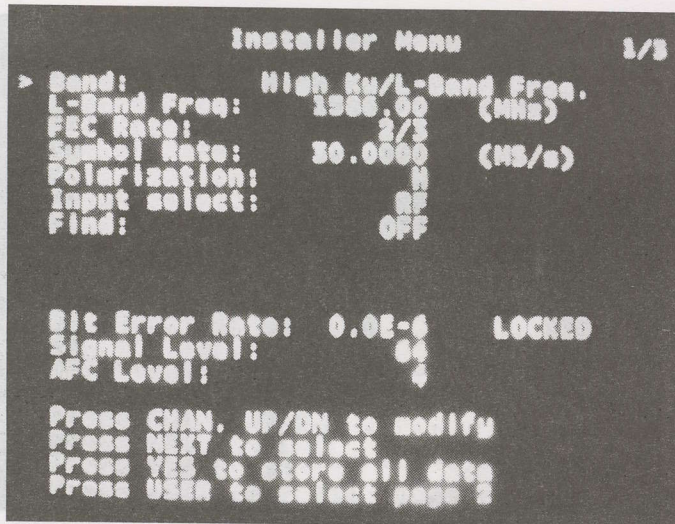 Installer Menu 1/3
> Band: High Ku/L-Band Freq.
L-Band Freq: 1586.00 (MHz)
FEC Rate: 2/3
Symbol Rate: 30.0000 (MS/s)
Polarization: H
Input select: RF
Find: OFF
Bit Error Rate: 0.0E-6 LOCKED
Signal Level: 64
AFC Level: 4
Press CHAN. UP/DN to modify
Press NEXT to select
Press YES to store all data
Press USER to select page 2